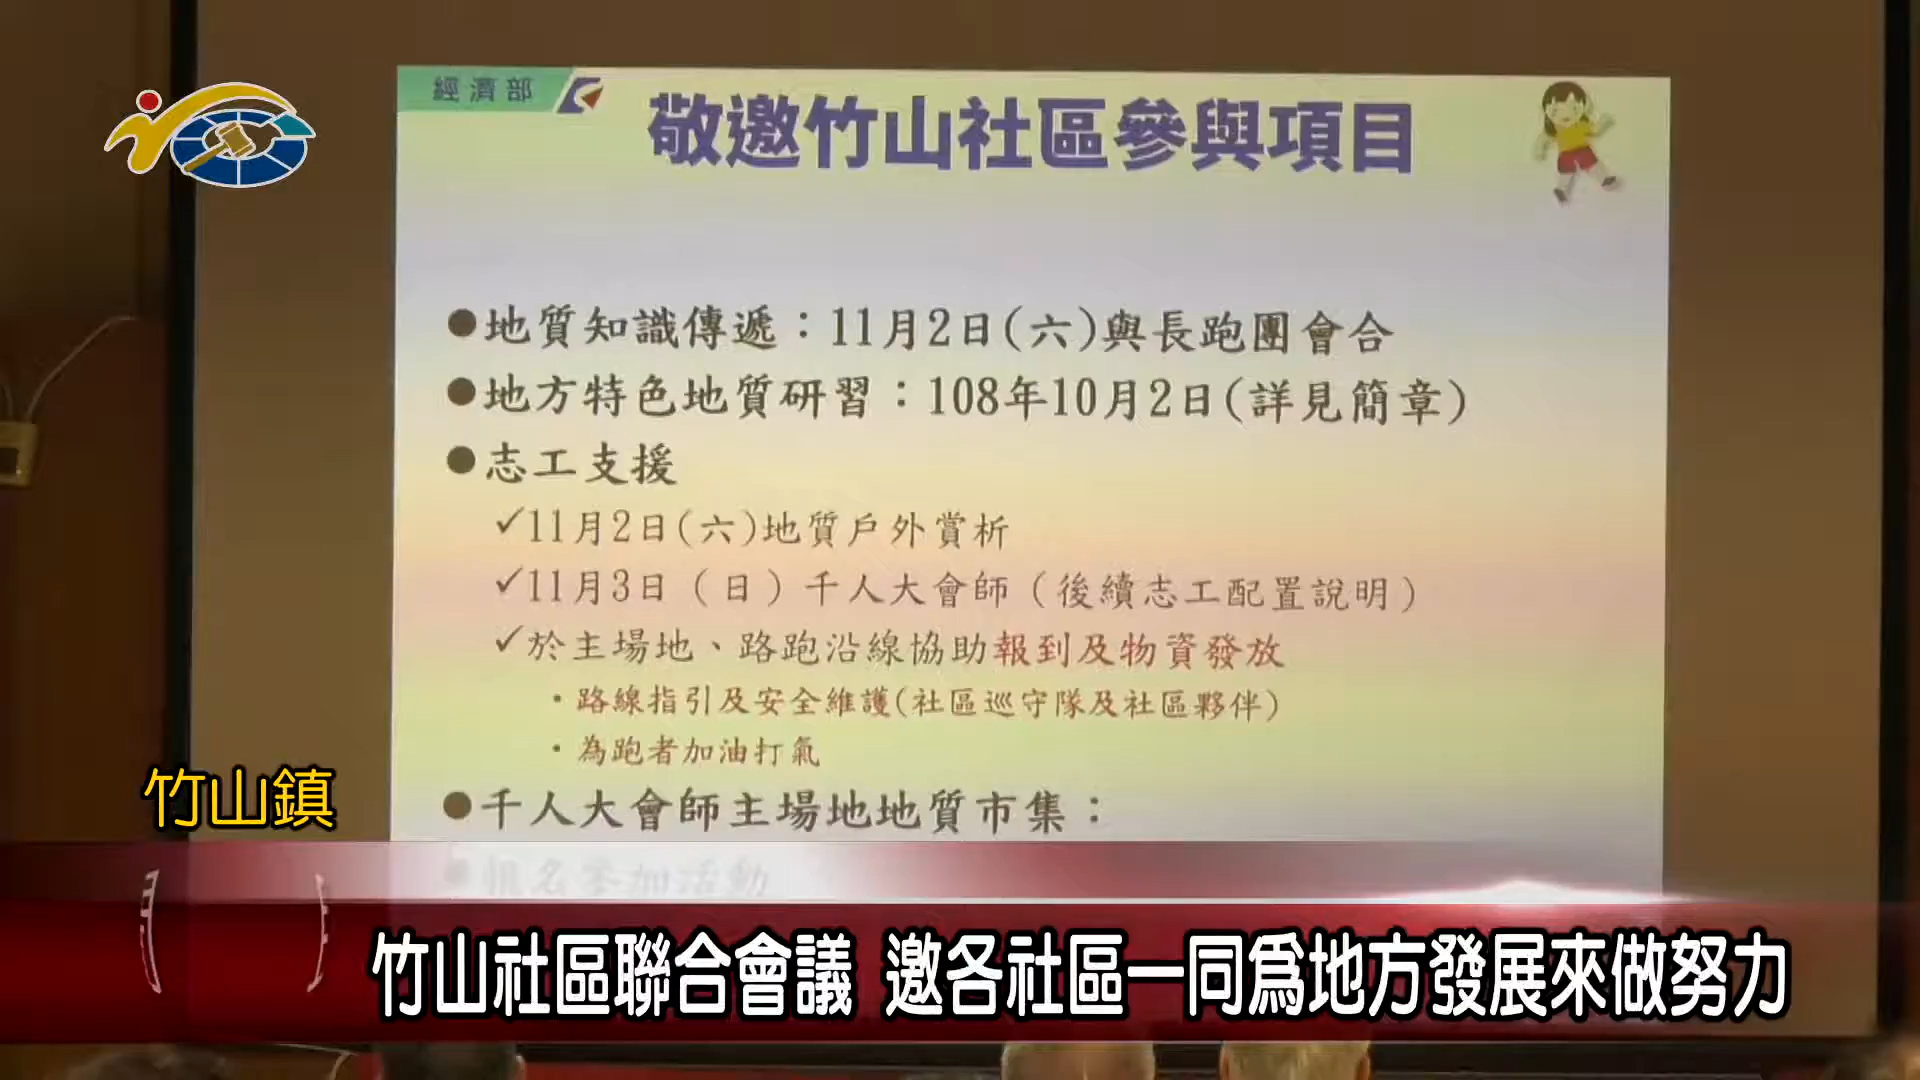 經濟部
敬邀竹山社區參與項目
●地質知識傳遞：11月2日(六)與長跑團會合
●地方特色地質研習：108年10月2日(詳見簡章)
●志工支援
✓11月2日(六)地質戶外賞析
✓11月3日（日）千人大會師（後續志工配置說明）
✓於主場地、路跑沿線協助報到及物資發放
・路線指引及安全維護(社區巡守隊及社區夥伴)
・為跑者加油打氣
●千人大會師主場地地質市集：
●報名參加活動
竹山鎮
竹山社區聯合會議 邀各社區一同為地方發展來做努力